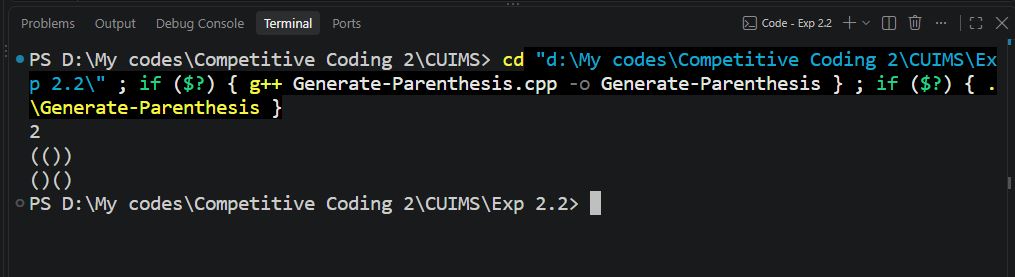 Problems Output Debug Console Terminal Ports Code - Exp 2.2
PS D:\My codes\Competitive Coding 2\CUIMS> cd "d:\My codes\Competitive Coding 2\CUIMS\Ex
p 2.2\" ; if ($?) { g++ Generate-Parenthesis.cpp -o Generate-Parenthesis } ; if ($?) { .
\Generate-Parenthesis }
2
(())
()()
PS D:\My codes\Competitive Coding 2\CUIMS\Exp 2.2>